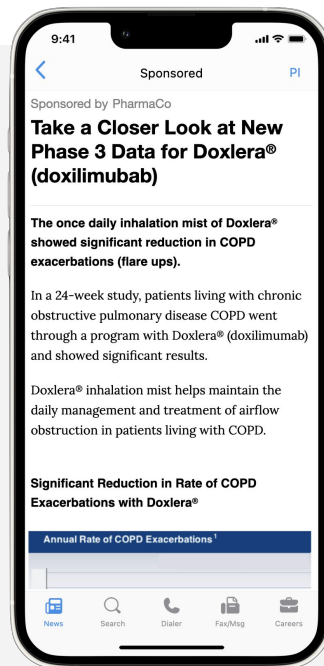 9:41
Sponsored
PI
Sponsored by PharmaCo
Take a Closer Look at New
Phase 3 Data for Doxlera®
(doxilimubab)
The once daily inhalation mist of Doxlera®
showed significant reduction in COPD
exacerbations (flare ups).
In a 24-week study, patients living with chronic
obstructive pulmonary disease COPD went
through a program with Doxlera® (doxilimumab)
and showed significant results.
Doxlera® inhalation mist helps maintain the
daily management and treatment of airflow
obstruction in patients living with COPD.
Significant Reduction in Rate of COPD
Exacerbations with Doxlera®
Annual Rate of COPD Exacerbations¹
News
Search
Dialer
Fax/Msg
Careers